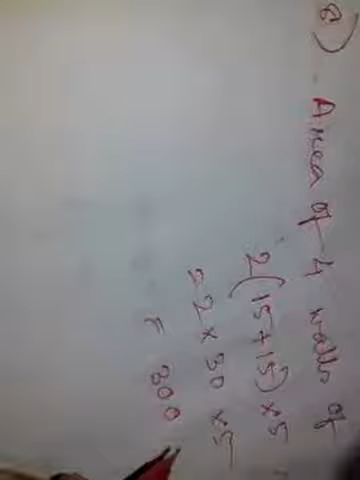 8) Area of 4 walls of
2(15+15)×5
= 2×30×5
= 300